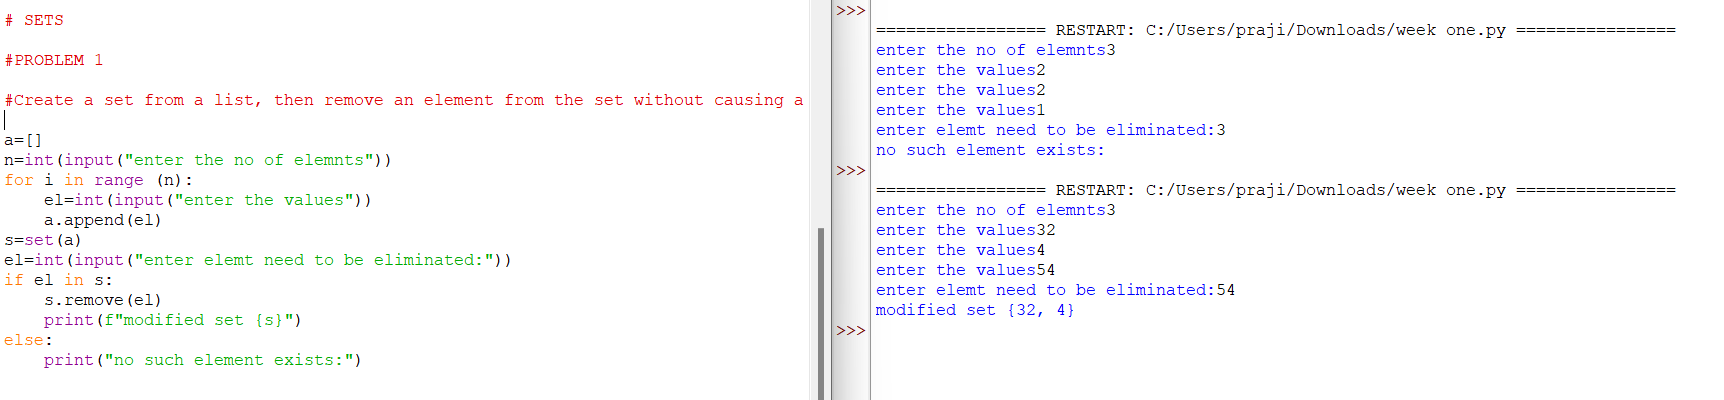 # SETS
#PROBLEM 1
#Create a set from a list, then remove an element from the set without causing a
a=[]
n=int(input("enter the no of elemnts"))
for i in range (n):
    el=int(input("enter the values"))
    a.append(el)
s=set(a)
el=int(input("enter elemt need to be eliminated:"))
if el in s:
    s.remove(el)
    print(f"modified set {s}")
else:
    print("no such element exists:")
>>>
================= RESTART: C:/Users/praji/Downloads/week one.py ================
enter the no of elemnts3
enter the values2
enter the values2
enter the values1
enter elemt need to be eliminated:3
no such element exists:
>>>
================= RESTART: C:/Users/praji/Downloads/week one.py ================
enter the no of elemnts3
enter the values32
enter the values4
enter the values54
enter elemt need to be eliminated:54
modified set {32, 4}
>>>